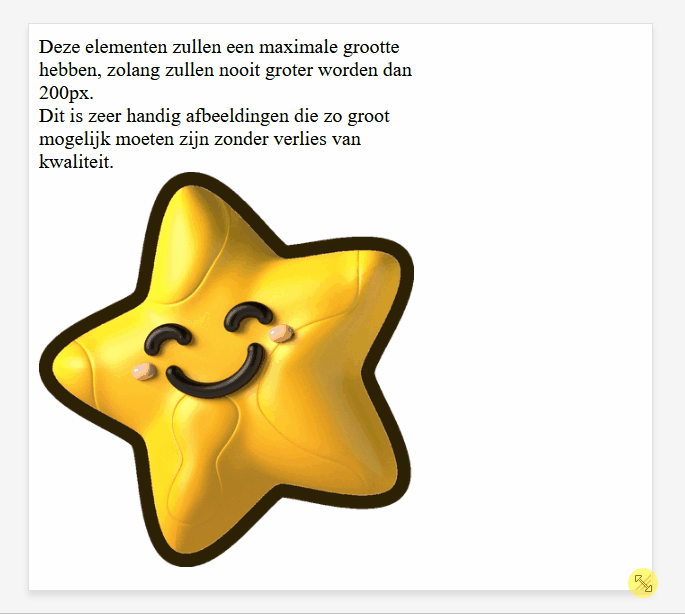 Deze elementen zullen een maximale grootte
hebben, zolang zullen nooit groter worden dan
200px.
Dit is zeer handig afbeeldingen die zo groot
mogelijk moeten zijn zonder verlies van
kwaliteit.